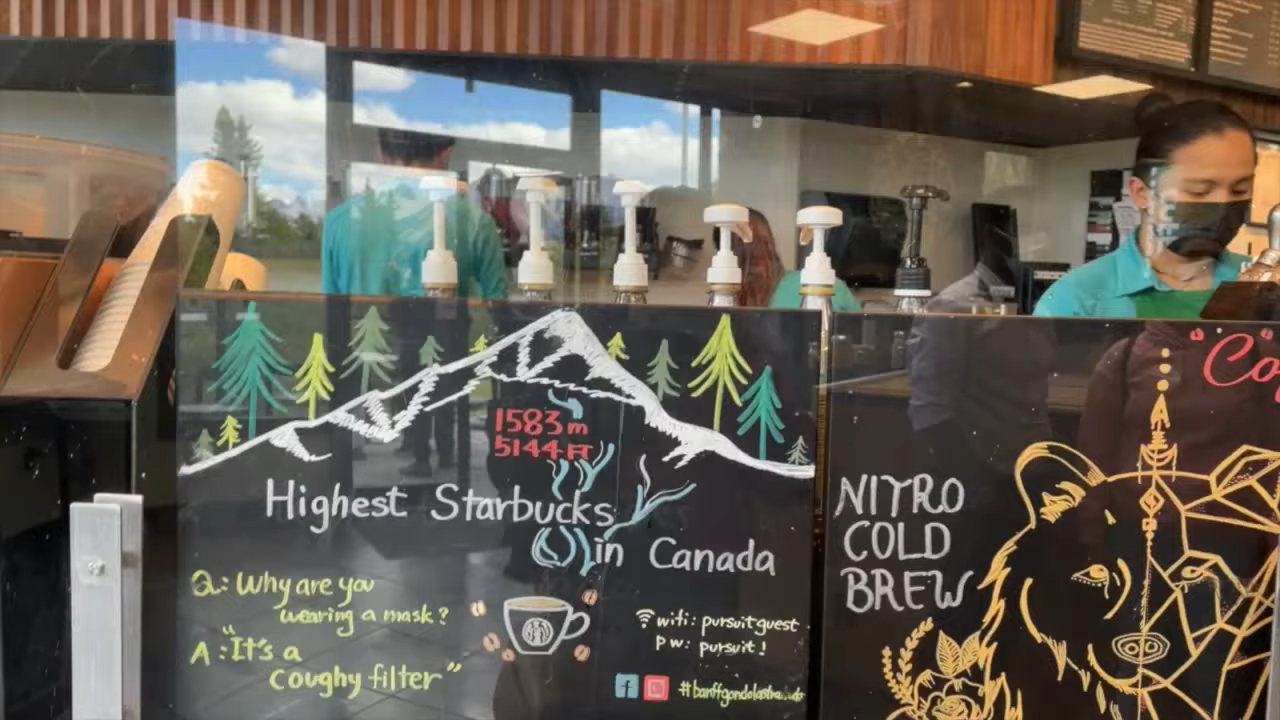 1583 m
5144 FT
Highest Starbucks
in Canada
Q: Why are you
wearing a mask?
A: "It's a
coughy filter"
wifi: pursuitguest
PW: pursuit!
NITRO
COLD
BREW